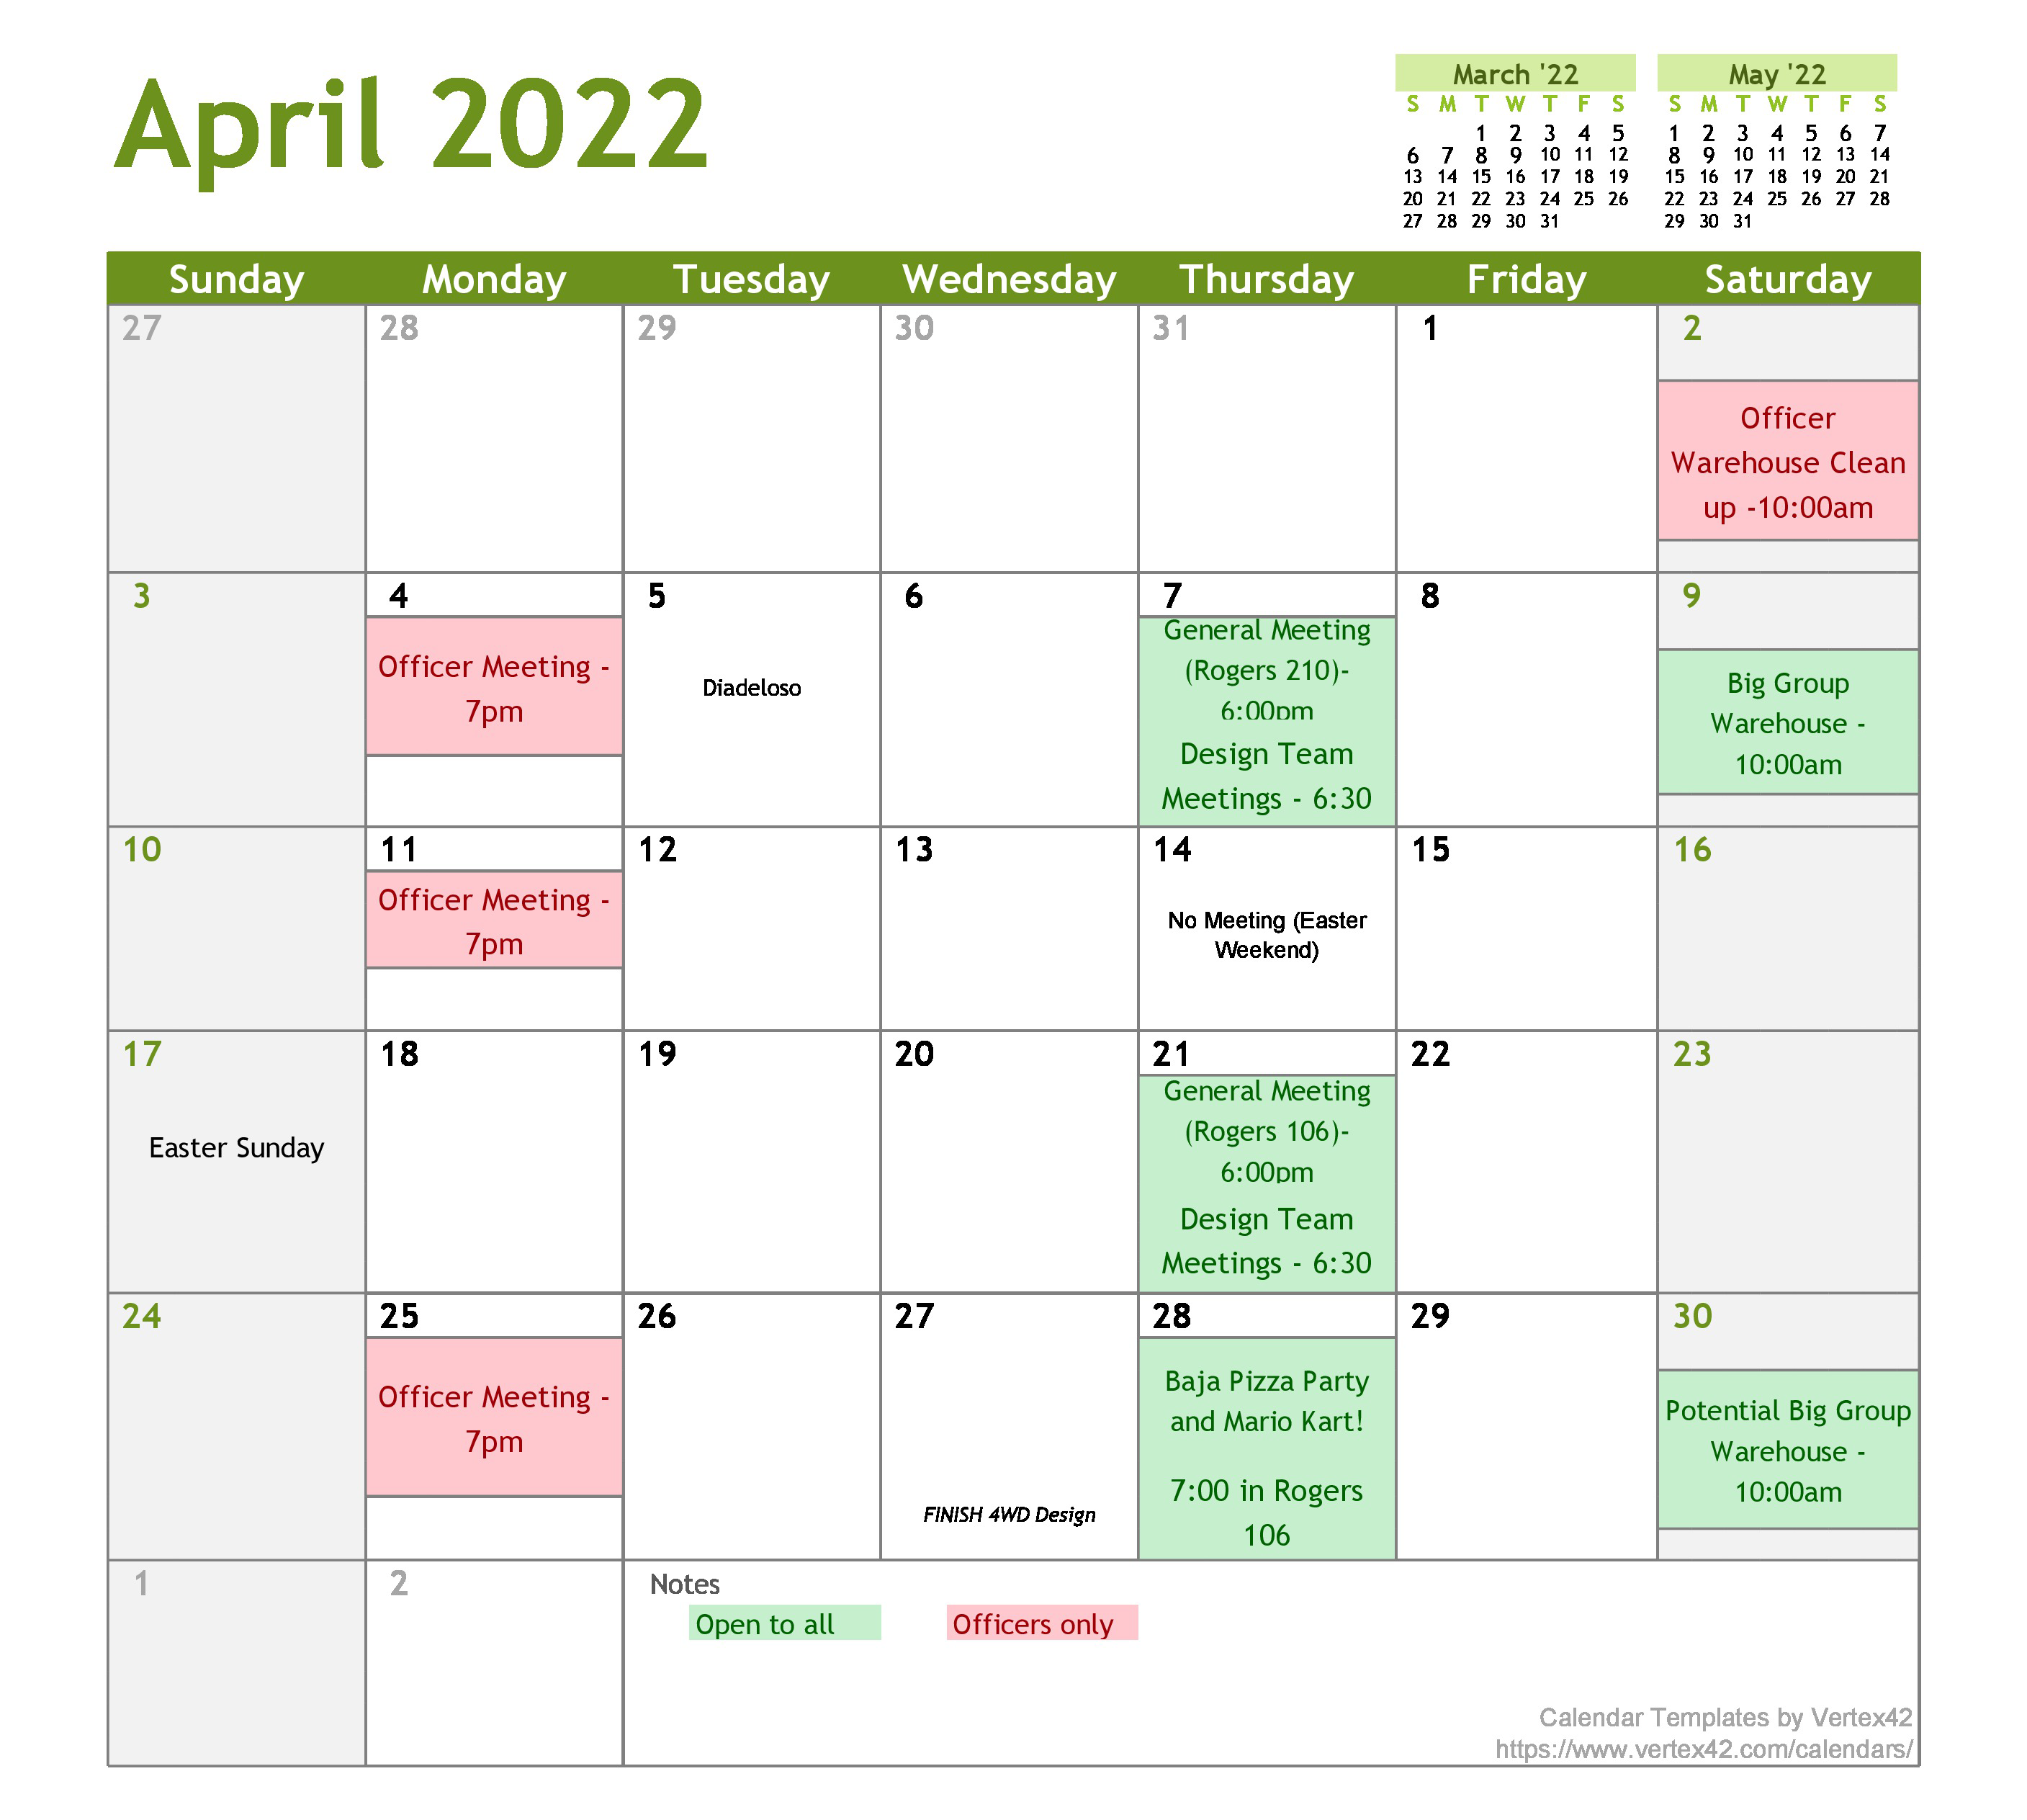 April 2022
March '22
S M T W T F S
1 2 3 4 5
6 7 8 9 10 11 12
13 14 15 16 17 18 19
20 21 22 23 24 25 26
27 28 29 30 31
May '22
S M T W T F S
1 2 3 4 5 6 7
8 9 10 11 12 13 14
15 16 17 18 19 20 21
22 23 24 25 26 27 28
29 30 31
Sunday Monday Tuesday Wednesday Thursday Friday Saturday
27 28 29 30 31 1 2
Officer
Warehouse Clean
up -10:00am
3 4 5 6 7 8 9
Officer Meeting -
7pm
Diadeloso
General Meeting
(Rogers 210)-
6:00pm
Design Team
Meetings - 6:30
Big Group
Warehouse -
10:00am
10 11 12 13 14 15 16
Officer Meeting -
7pm
No Meeting (Easter
Weekend)
17 18 19 20 21 22 23
Easter Sunday
General Meeting
(Rogers 106)-
6:00pm
Design Team
Meetings - 6:30
24 25 26 27 28 29 30
Officer Meeting -
7pm
FINISH 4WD Design
Baja Pizza Party
and Mario Kart!
7:00 in Rogers
106
Potential Big Group
Warehouse -
10:00am
1 2 Notes
Open to all Officers only
Calendar Templates by Vertex42
https://www.vertex42.com/calendars/